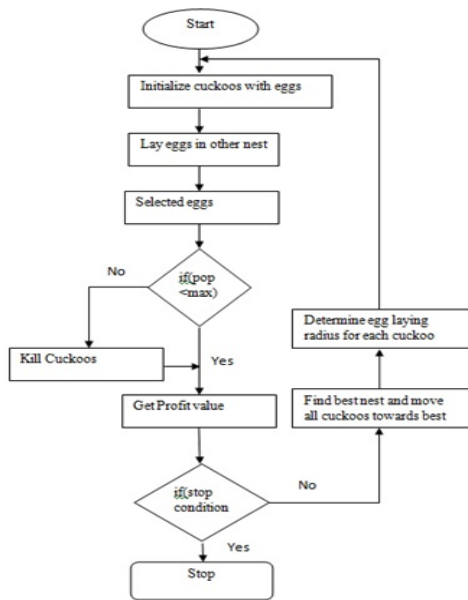 Start
Initialize cuckoos with eggs
Lay eggs in other nest
Selected eggs
No
if(pop
<max)
Kill Cuckoos
Yes
Get Profit value
if(stop
condition
No
Yes
Stop
Determine egg laying
radius for each cuckoo
Find best nest and move
all cuckoos towards best